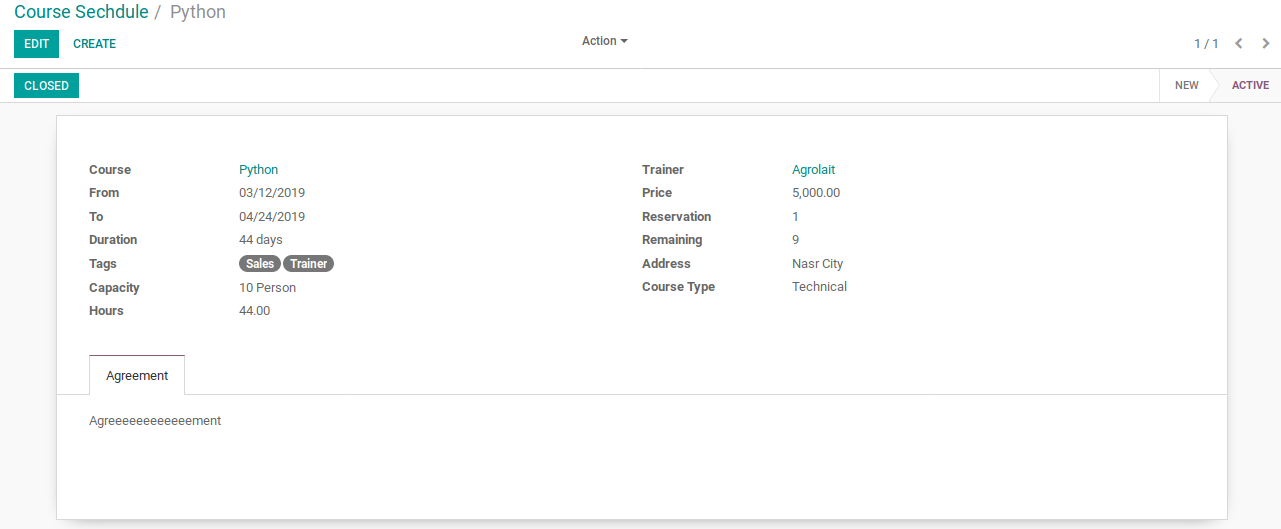 Course Sechdule / Python
EDIT CREATE Action 1 / 1
CLOSED NEW ACTIVE
Course Python Trainer Agrolait
From 03/12/2019 Price 5,000.00
To 04/24/2019 Reservation 1
Duration 44 days Remaining 9
Tags Sales Trainer Address Nasr City
Capacity 10 Person Course Type Technical
Hours 44.00
Agreement
Agreeeeeeeeeeeement